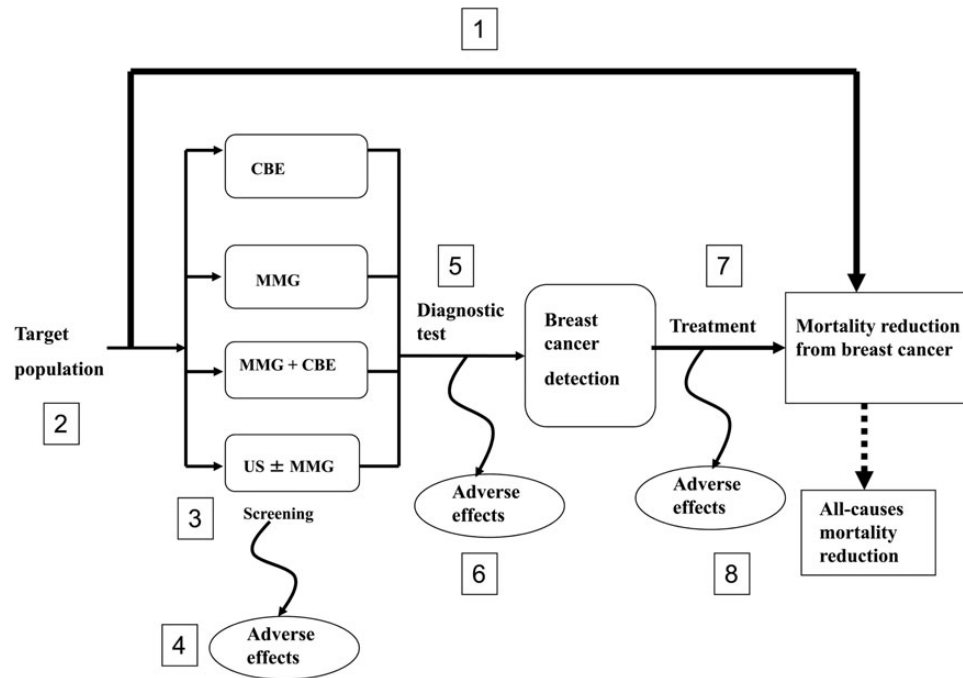 1
CBE
MMG
MMG + CBE
US ± MMG
Target
population
2
3
Screening
4
Adverse
effects
5
Diagnostic
test
Adverse
effects
6
Breast
cancer
detection
7
Treatment
Adverse
effects
8
Mortality reduction
from breast cancer
All-causes
mortality
reduction